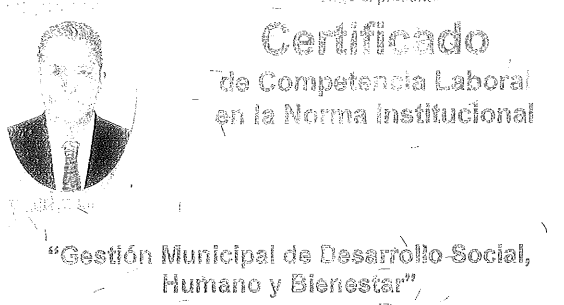 Certificado
de Competencia Laboral
en la Norma Institucional
“Gestión Municipal de Desarrollo Social,
Humano y Bienestar”